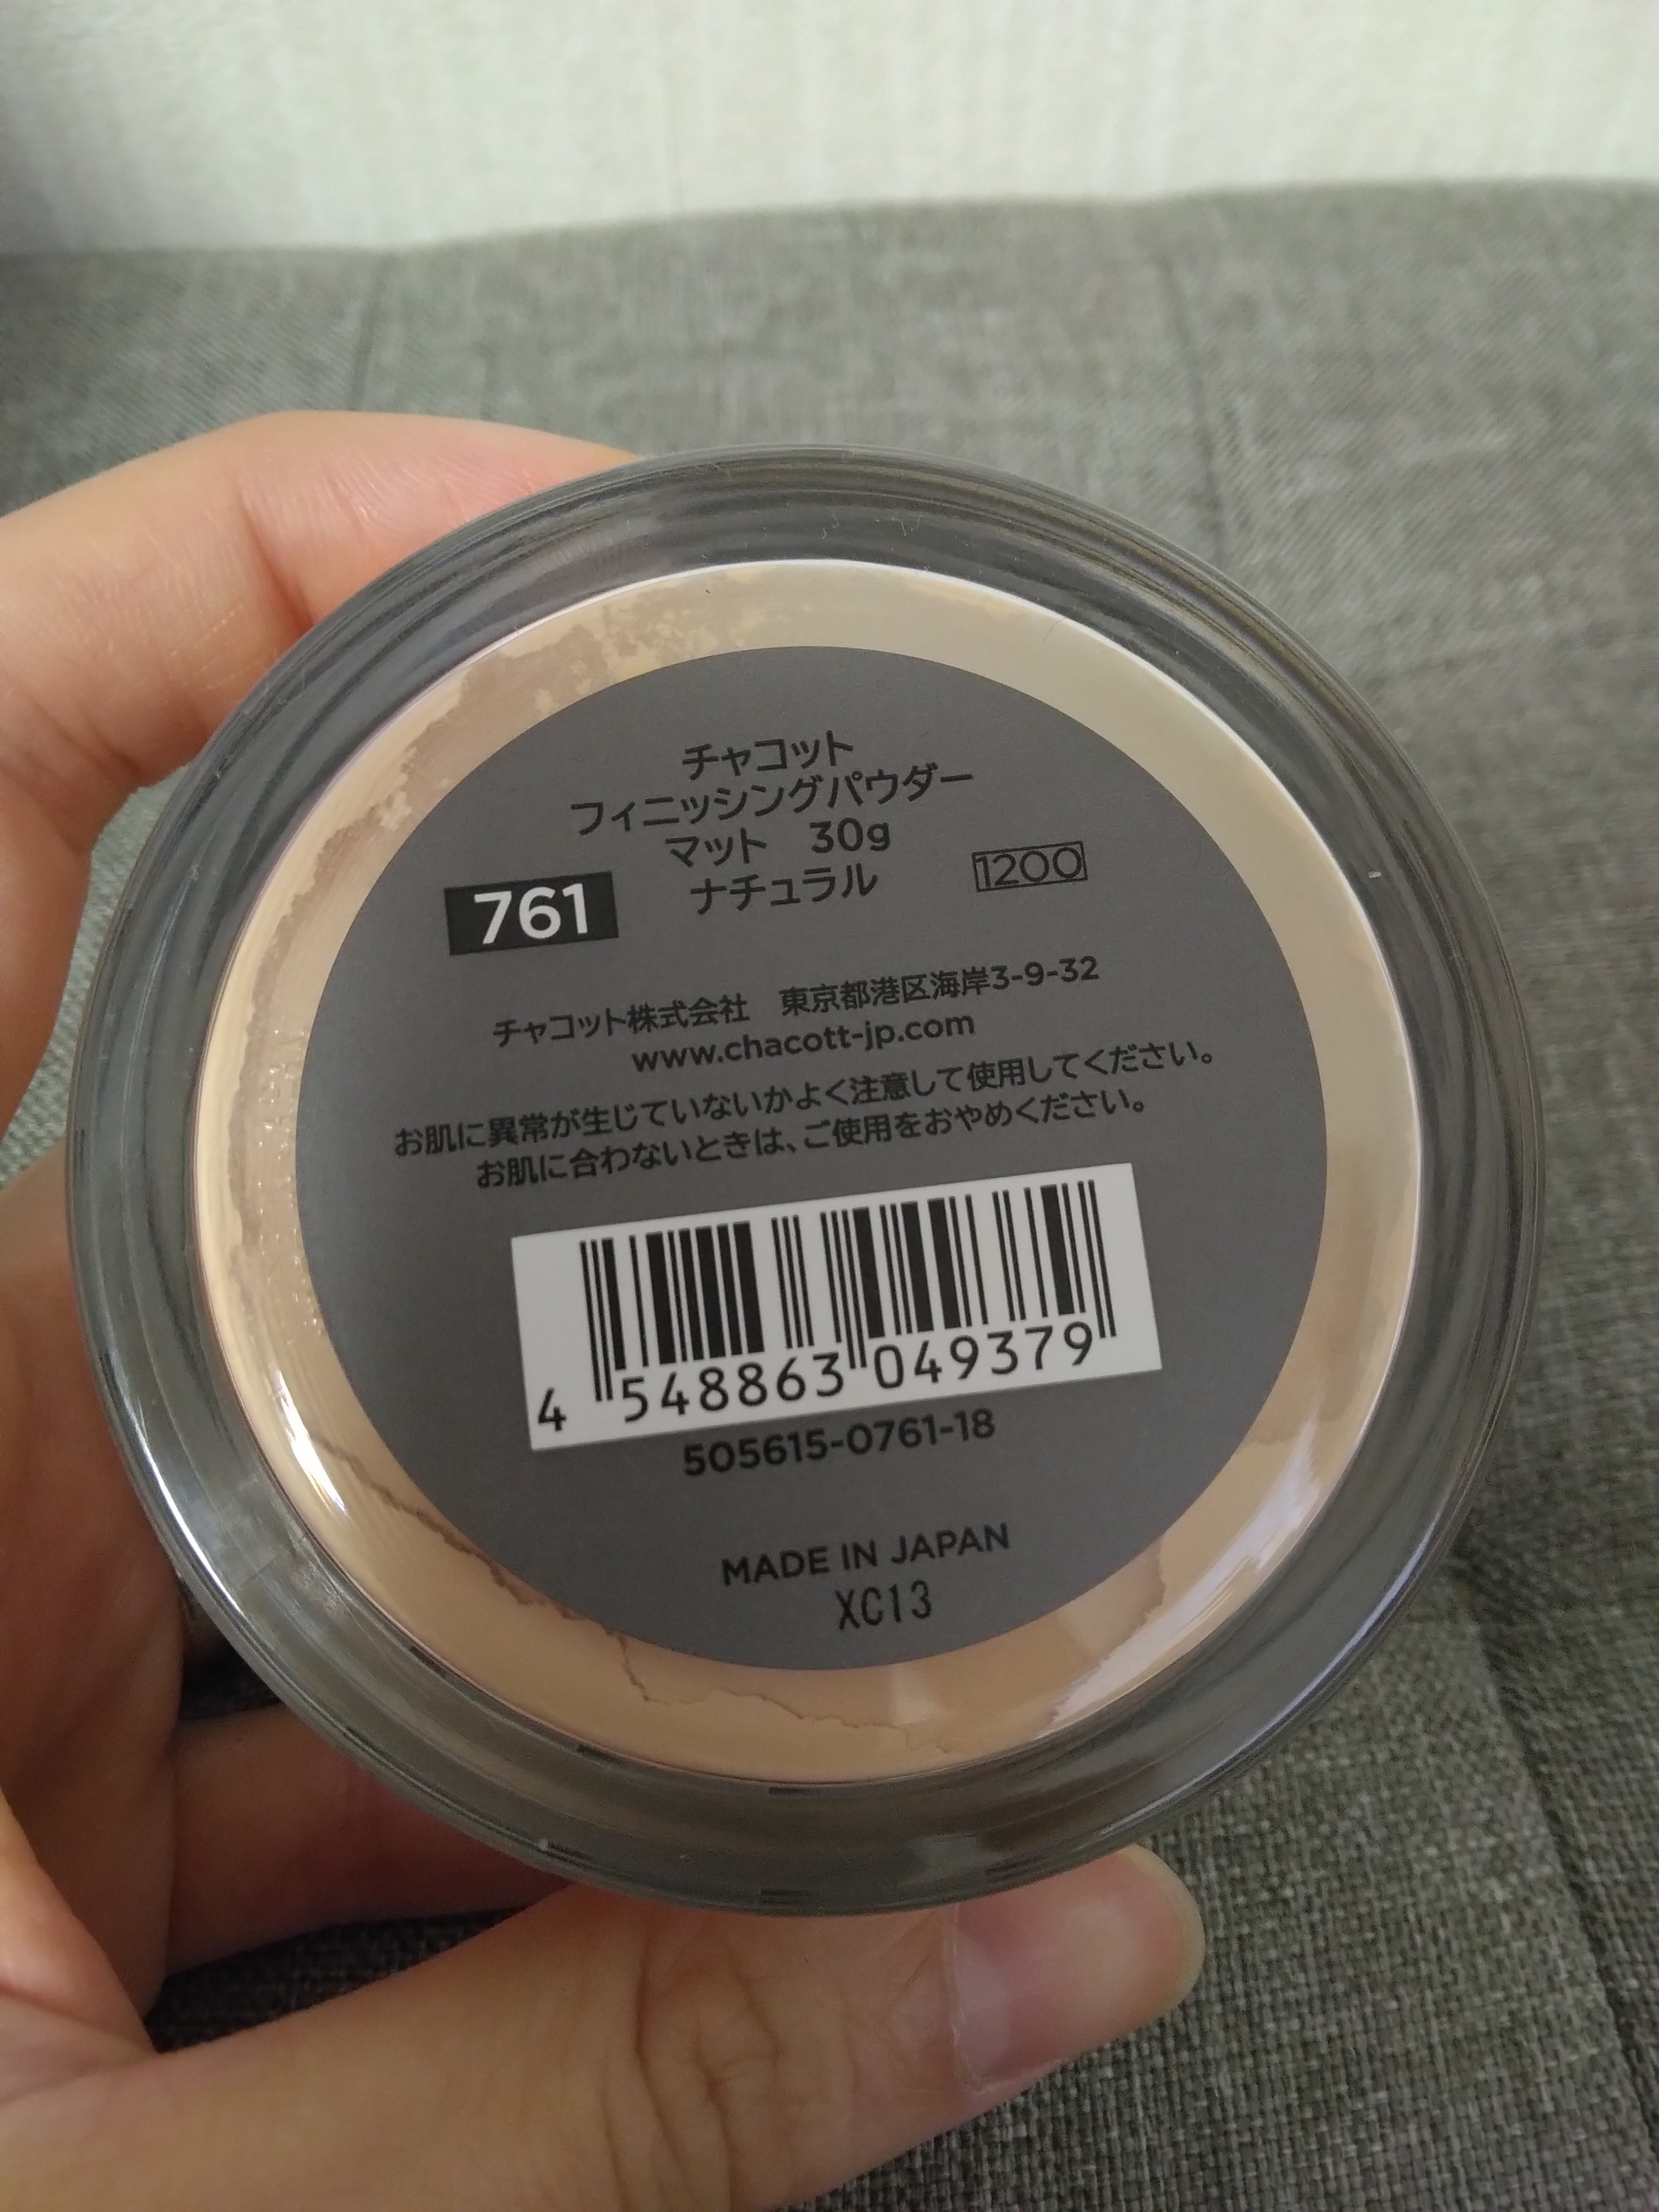 チャコット
フィニッシングパウダー
マット 30g
761 ナチュラル 1200
チャコット株式会社 東京都港区海岸3-9-32
www.chacott-jp.com
お肌に異常が生じていないかよく注意して使用してください。
お肌に合わないときは、ご使用をおやめください。
4 548863 049379
505615-0761-18
MADE IN JAPAN
XC13